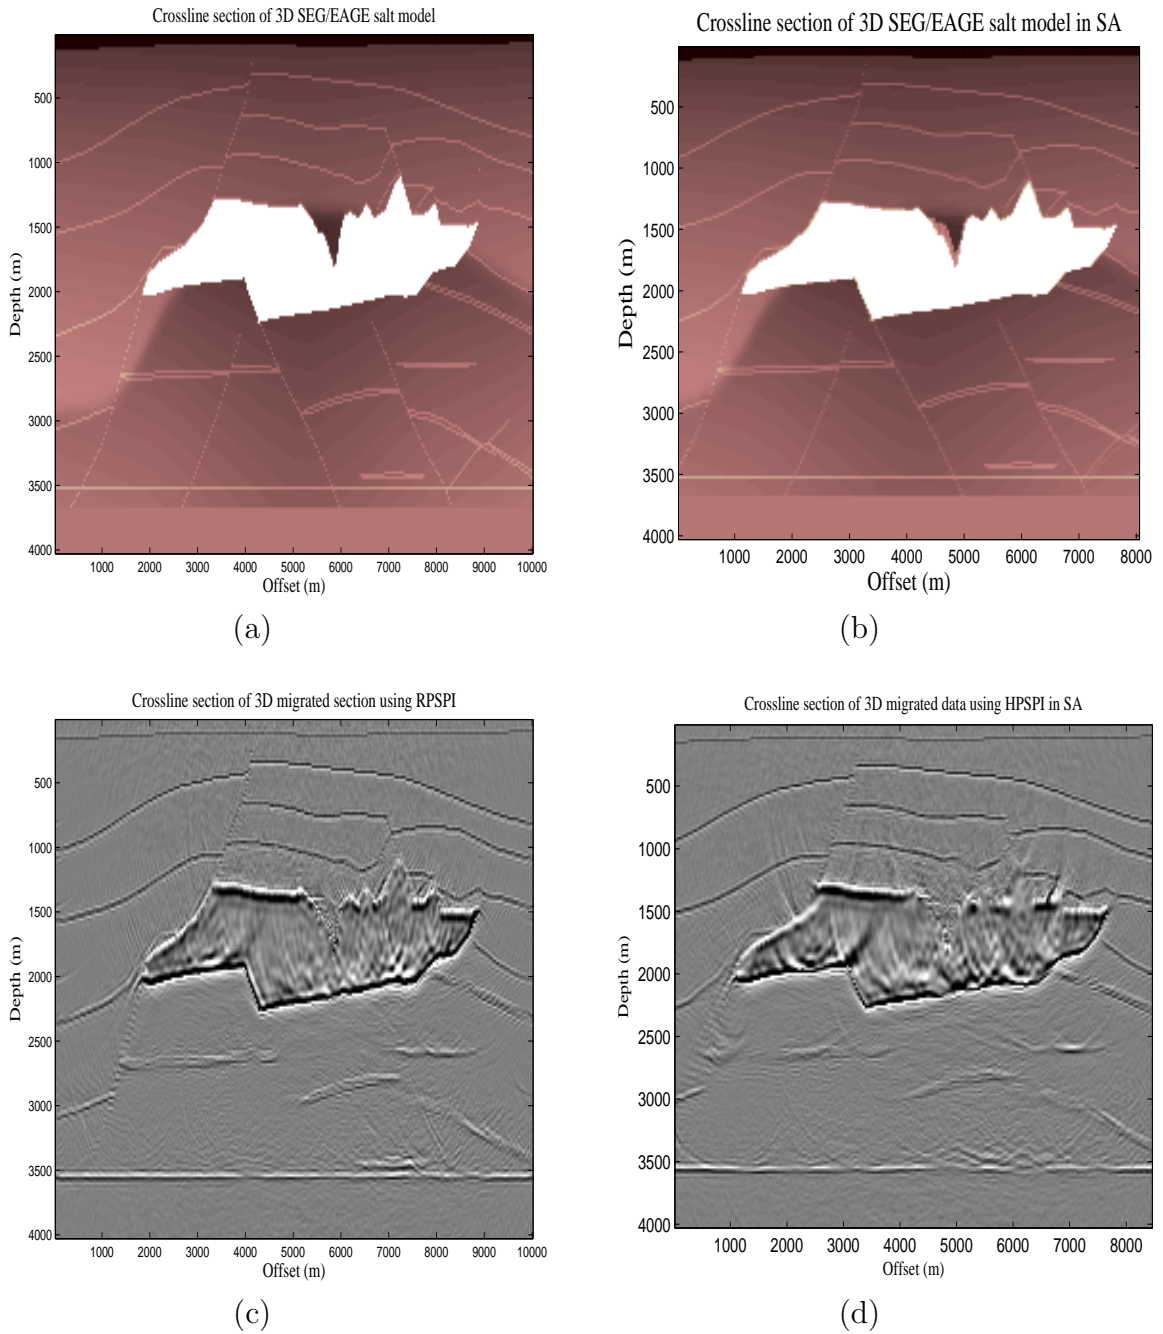 Crossline section of 3D SEG/EAGE salt model
500
1000
1500
2000
2500
3000
3500
4000
Depth (m)
1000 2000 3000 4000 5000 6000 7000 8000 9000 10000
Offset (m)
(a)
Crossline section of 3D SEG/EAGE salt model in SA
500
1000
1500
2000
2500
3000
3500
4000
Depth (m)
1000 2000 3000 4000 5000 6000 7000 8000
Offset (m)
(b)
Crossline section of 3D migrated section using RPSPI
500
1000
1500
2000
2500
3000
3500
4000
Depth (m)
1000 2000 3000 4000 5000 6000 7000 8000 9000 10000
Offset (m)
(c)
Crossline section of 3D migrated data using HPSPI in SA
500
1000
1500
2000
2500
3000
3500
4000
Depth (m)
1000 2000 3000 4000 5000 6000 7000 8000
Offset (m)
(d)